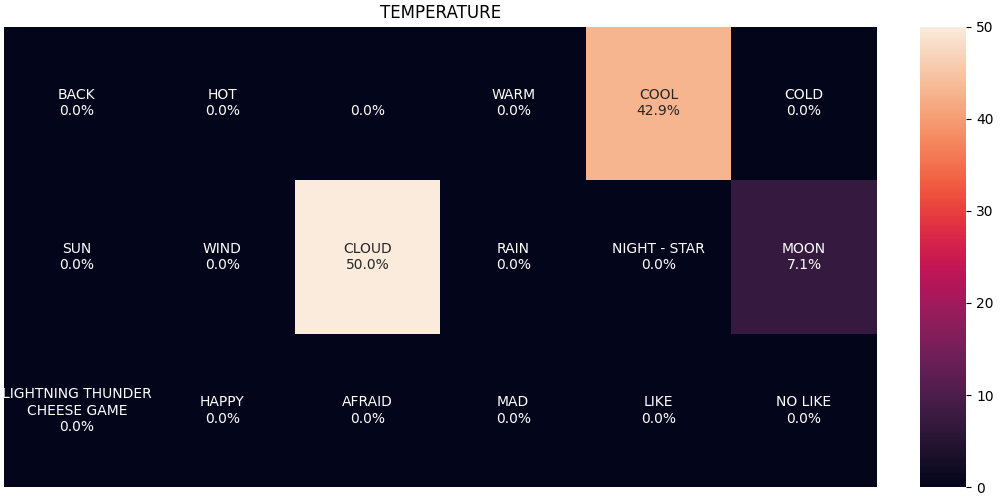 TEMPERATURE
BACK
0.0%
HOT
0.0%
0.0%
WARM
0.0%
COOL
42.9%
COLD
0.0%
SUN
0.0%
WIND
0.0%
CLOUD
50.0%
RAIN
0.0%
NIGHT - STAR
0.0%
MOON
7.1%
LIGHTNING THUNDER
CHEESE GAME
0.0%
HAPPY
0.0%
AFRAID
0.0%
MAD
0.0%
LIKE
0.0%
NO LIKE
0.0%
50
40
30
20
10
0